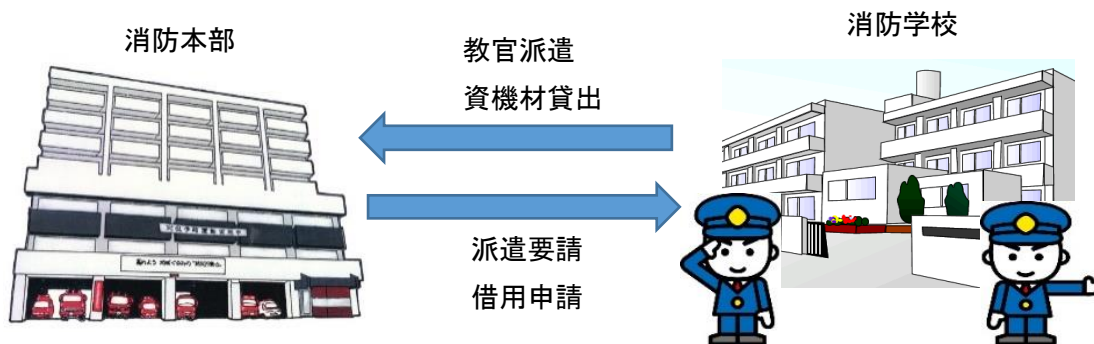 消防本部
教官派遣
資機材貸出
消防学校
派遣要請
借用申請